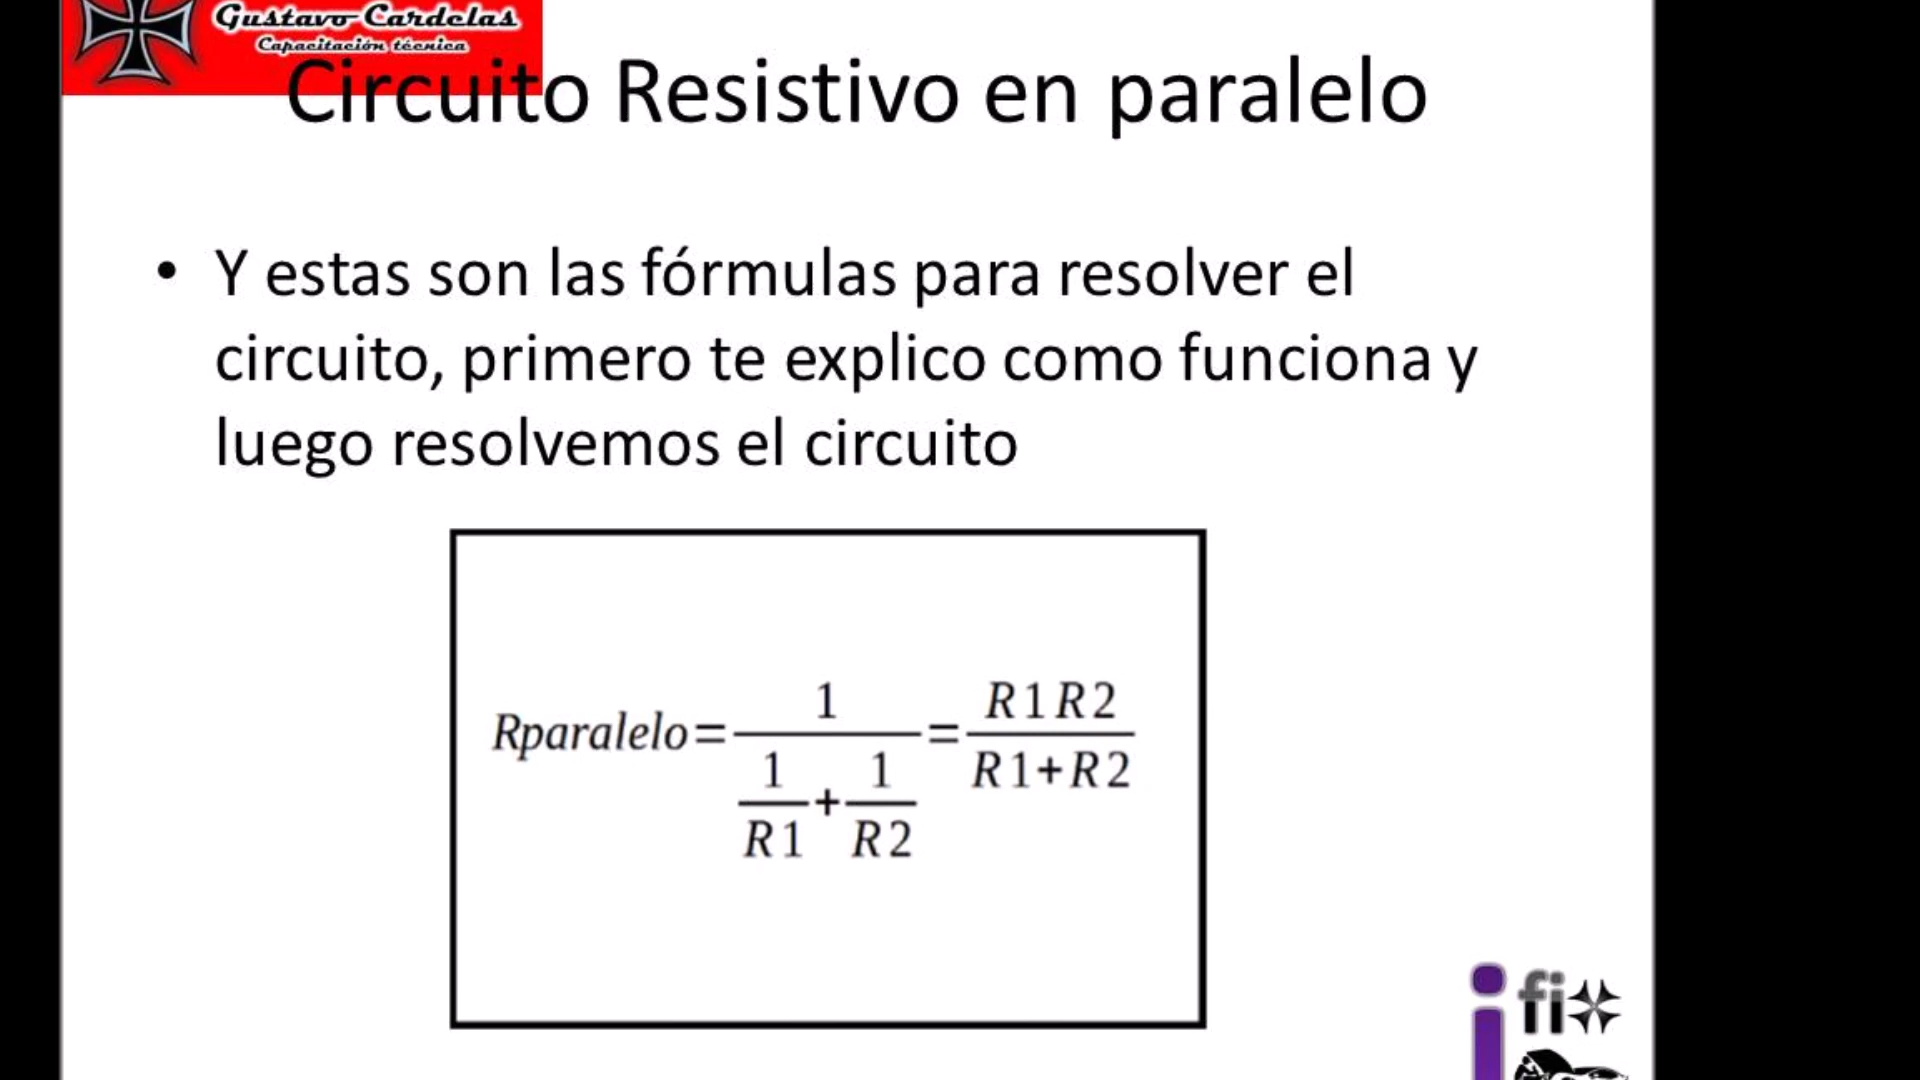 Gustavo Cardelas
Capacitación técnica
Circuito Resistivo en paralelo
• Y estas son las fórmulas para resolver el
circuito, primero te explico como funciona y
luego resolvemos el circuito
Rparalelo = 1 / (1/R1 + 1/R2) = R1R2 / (R1+R2)
ifix